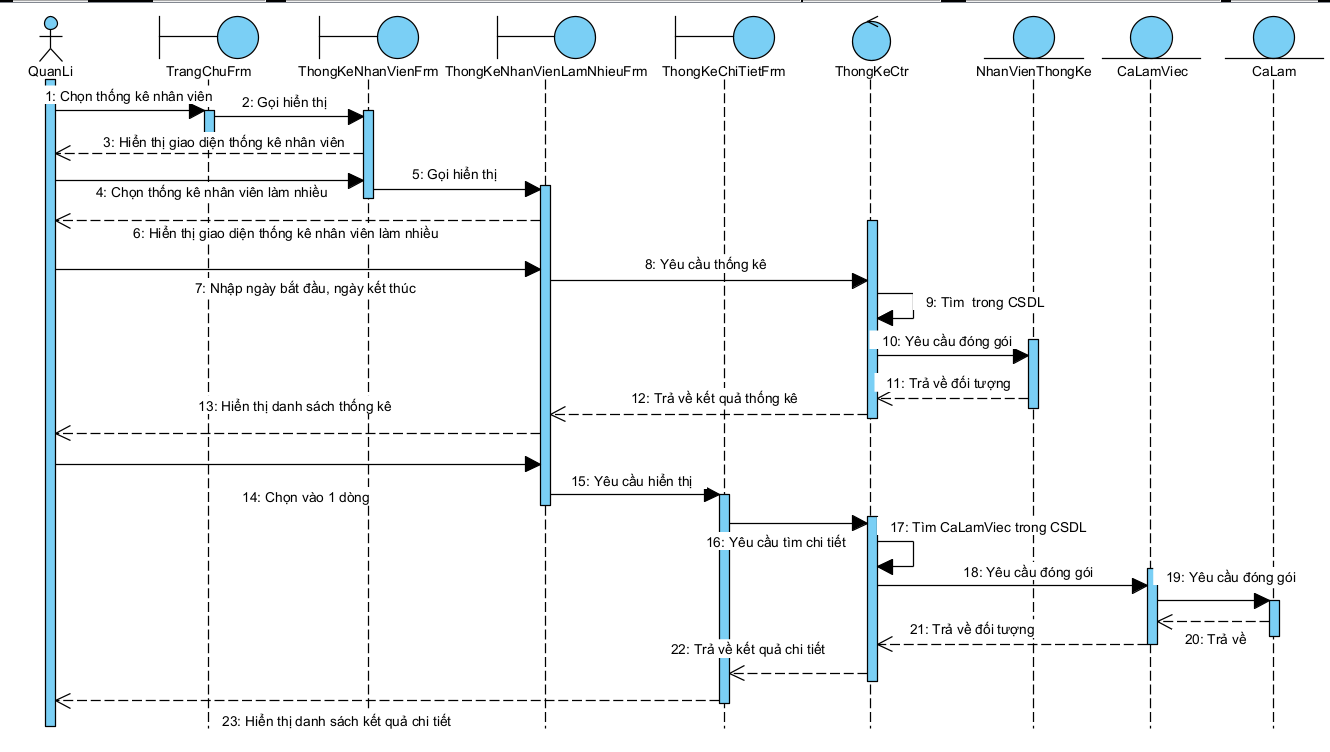 QuanLi
TrangChuFrm
ThongKeNhanVienFrm
ThongKeNhanVienLamNhieuFrm
ThongKeChiTietFrm
ThongKeCtr
NhanVienThongKe
CaLamViec
CaLam
1: Chọn thống kê nhân viên
2: Gọi hiển thị
3: Hiển thị giao diện thống kê nhân viên
4: Chọn thống kê nhân viên làm nhiều
5: Gọi hiển thị
6: Hiển thị giao diện thống kê nhân viên làm nhiều
7: Nhập ngày bắt đầu, ngày kết thúc
8: Yêu cầu thống kê
9: Tìm trong CSDL
10: Yêu cầu đóng gói
11: Trả về đối tượng
12: Trả về kết quả thống kê
13: Hiển thị danh sách thống kê
14: Chọn vào 1 dòng
15: Yêu cầu hiển thị
16: Yêu cầu tìm chi tiết
17: Tìm CaLamViec trong CSDL
18: Yêu cầu đóng gói
19: Yêu cầu đóng gói
20: Trả về
21: Trả về đối tượng
22: Trả về kết quả chi tiết
23: Hiển thị danh sách kết quả chi tiết